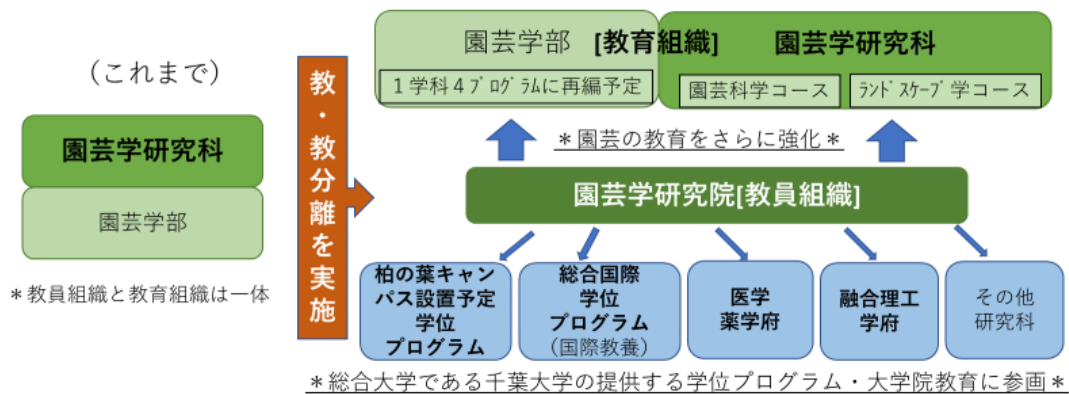 （これまで）
園芸学研究科
園芸学部
＊教員組織と教育組織は一体
教・教分離を実施
園芸学部 [教育組織] 園芸学研究科
１学科４ﾌﾟﾛｸﾞﾗﾑに再編予定
園芸科学コース
ﾗﾝﾄﾞｽｹｰﾌﾟ学コース
＊園芸の教育をさらに強化＊
園芸学研究院[教員組織]
柏の葉キャン
パス設置予定
学位
プログラム
総合国際
学位
プログラム
（国際教養）
医学
薬学府
融合理工
学府
その他
研究科
＊総合大学である千葉大学の提供する学位プログラム・大学院教育に参画＊